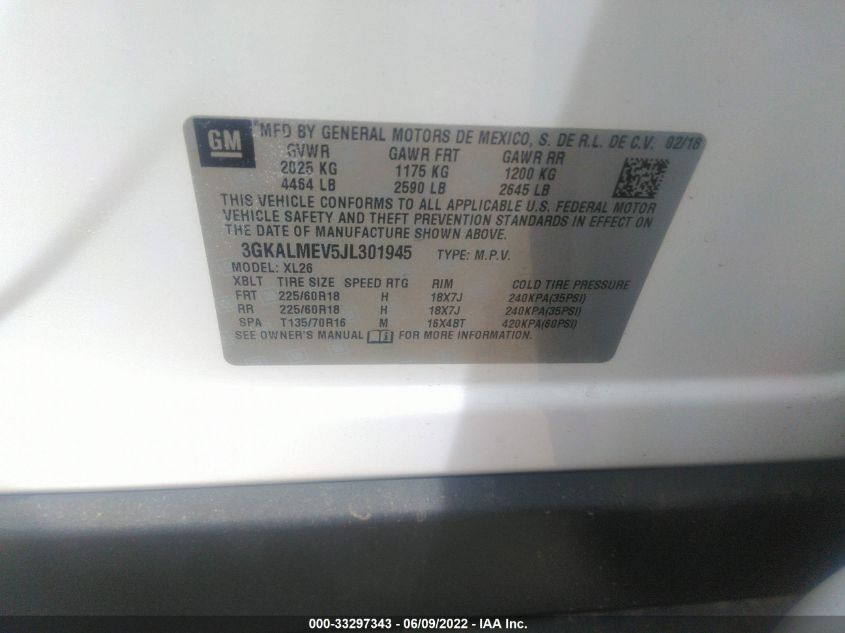 GM
MFD BY GENERAL MOTORS DE MEXICO, S. DE R.L. DE C.V. 02/18
GVWR GAWR FRT GAWR RR
2025 KG 1175 KG 1200 KG
4464 LB 2590 LB 2645 LB
THIS VEHICLE CONFORMS TO ALL APPLICABLE U.S. FEDERAL MOTOR
VEHICLE SAFETY AND THEFT PREVENTION STANDARDS IN EFFECT ON
THE DATE OF MANUFACTURE SHOWN ABOVE.
3GKALMEV5JL301945 TYPE: M.P.V.
MODEL: XL26
XBLT TIRE SIZE SPEED RTG RIM COLD TIRE PRESSURE
FRT 225/60R18 H 18X7J 240KPA(35PSI)
RR 225/60R18 H 18X7J 240KPA(35PSI)
SPA T135/70R16 M 16X4BT 420KPA(60PSI)
SEE OWNER'S MANUAL FOR MORE INFORMATION.
000-33297343 - 06/09/2022 - IAA Inc.